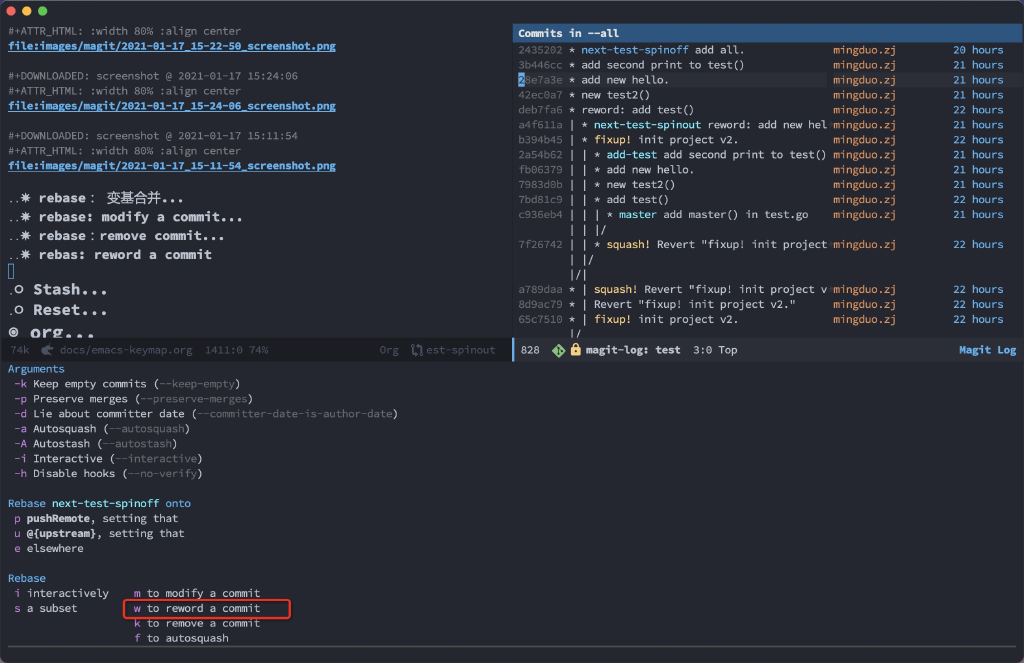 #+ATTR_HTML: :width 80% :align center
file:images/magit/2021-01-17_15-22-50_screenshot.png
#+DOWNLOADED: screenshot @ 2021-01-17 15:24:06
#+ATTR_HTML: :width 80% :align center
file:images/magit/2021-01-17_15-24-06_screenshot.png
#+DOWNLOADED: screenshot @ 2021-01-17 15:11:54
#+ATTR_HTML: :width 80% :align center
file:images/magit/2021-01-17_15-11-54_screenshot.png
..✷ rebase： 变基合并...
..✷ rebase: modify a commit...
..✷ rebase：remove commit...
..✷ rebas: reword a commit
.○ Stash...
.○ Reset...
◉ org...
74k docs/emacs-keymap.org 1411:0 74% Org est-spinout
Commits in --all
2435202 * next-test-spinoff add all. mingduo.zj 20 hours
3b446cc * add second print to test() mingduo.zj 21 hours
28e7a3e * add new hello. mingduo.zj 21 hours
42ec0a7 * new test2() mingduo.zj 21 hours
deb7fa6 * reword: add test() mingduo.zj 22 hours
a4f611a | * next-test-spinout reword: add new hel mingduo.zj 21 hours
b394b45 | * fixup! init project v2. mingduo.zj 22 hours
2a54b62 | | * add-test add second print to test() mingduo.zj 21 hours
fb06379 | | * add new hello. mingduo.zj 21 hours
7983d0b | | * new test2() mingduo.zj 21 hours
7bd81c9 | | * add test() mingduo.zj 22 hours
c936eb4 | | | * master add master() in test.go mingduo.zj 21 hours
| | |/
7f26742 | | * squash! Revert "fixup! init project mingduo.zj 22 hours
| |/
|/|
a789daa * | squash! Revert "fixup! init project v mingduo.zj 22 hours
8d9ac79 * | Revert "fixup! init project v2." mingduo.zj 22 hours
65c7510 * | fixup! init project v2. mingduo.zj 22 hours
|/
828 magit-log: test 3:0 Top Magit Log
Arguments
-k Keep empty commits (--keep-empty)
-p Preserve merges (--preserve-merges)
-d Lie about committer date (--committer-date-is-author-date)
-a Autosquash (--autosquash)
-A Autostash (--autostash)
-i Interactive (--interactive)
-h Disable hooks (--no-verify)
Rebase next-test-spinoff onto
p pushRemote, setting that
u @{upstream}, setting that
e elsewhere
Rebase
i interactively m to modify a commit
s a subset w to reword a commit
k to remove a commit
f to autosquash